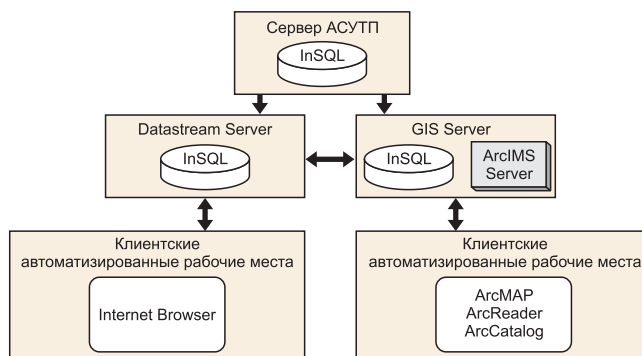 Сервер АСУТП
InSQL
Datastream Server
InSQL
GIS Server
InSQL
ArcIMS
Server
Клиентские
автоматизированные рабочие места
Internet Browser
Клиентские
автоматизированные рабочие места
ArcMAP
ArcReader
ArcCatalog